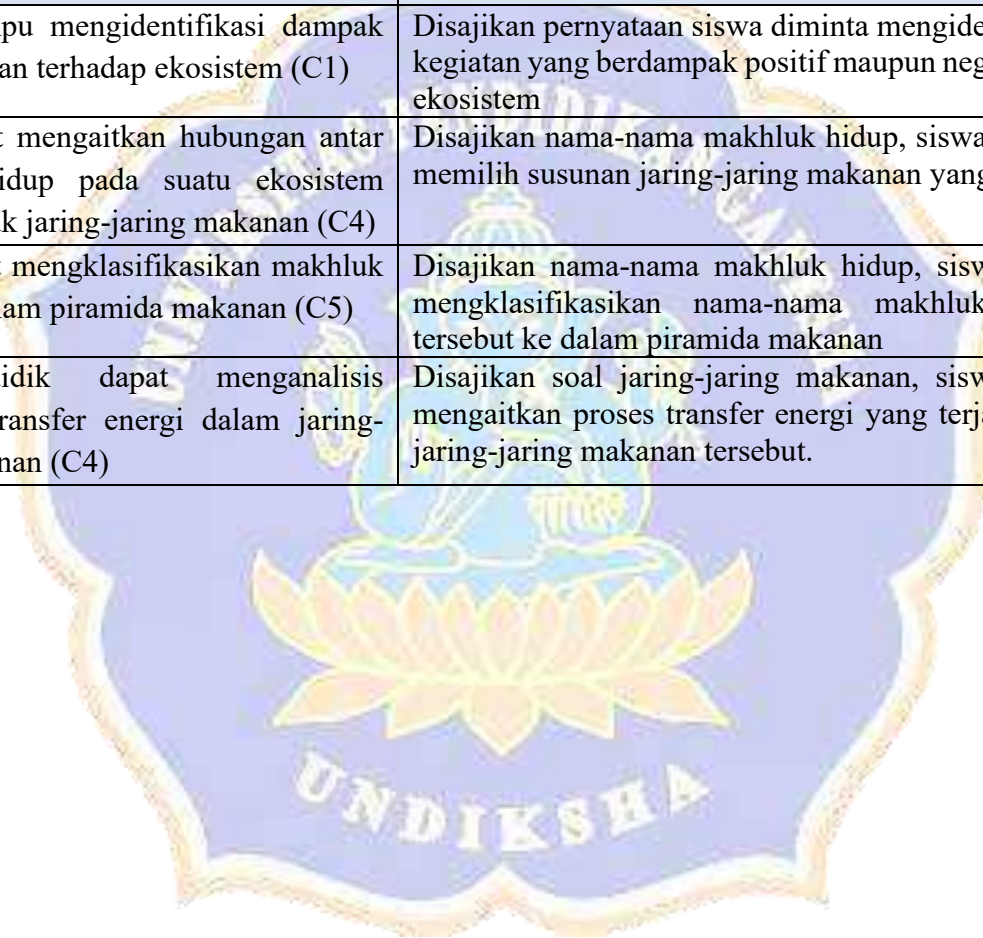 pu mengidentifikasi dampak
an terhadap ekosistem (C1)
Disajikan pernyataan siswa diminta mengide
kegiatan yang berdampak positif maupun neg
ekosistem
t mengaitkan hubungan antar
idup pada suatu ekosistem
k jaring-jaring makanan (C4)
Disajikan nama-nama makhluk hidup, siswa
memilih susunan jaring-jaring makanan yang
t mengklasifikasikan makhluk
lam piramida makanan (C5)
Disajikan nama-nama makhluk hidup, sisw
mengklasifikasikan nama-nama makhluk
tersebut ke dalam piramida makanan
idik dapat menganalisis
ransfer energi dalam jaring-
nan (C4)
Disajikan soal jaring-jaring makanan, sisw
mengaitkan proses transfer energi yang terja
jaring-jaring makanan tersebut.
UNDIKSHA